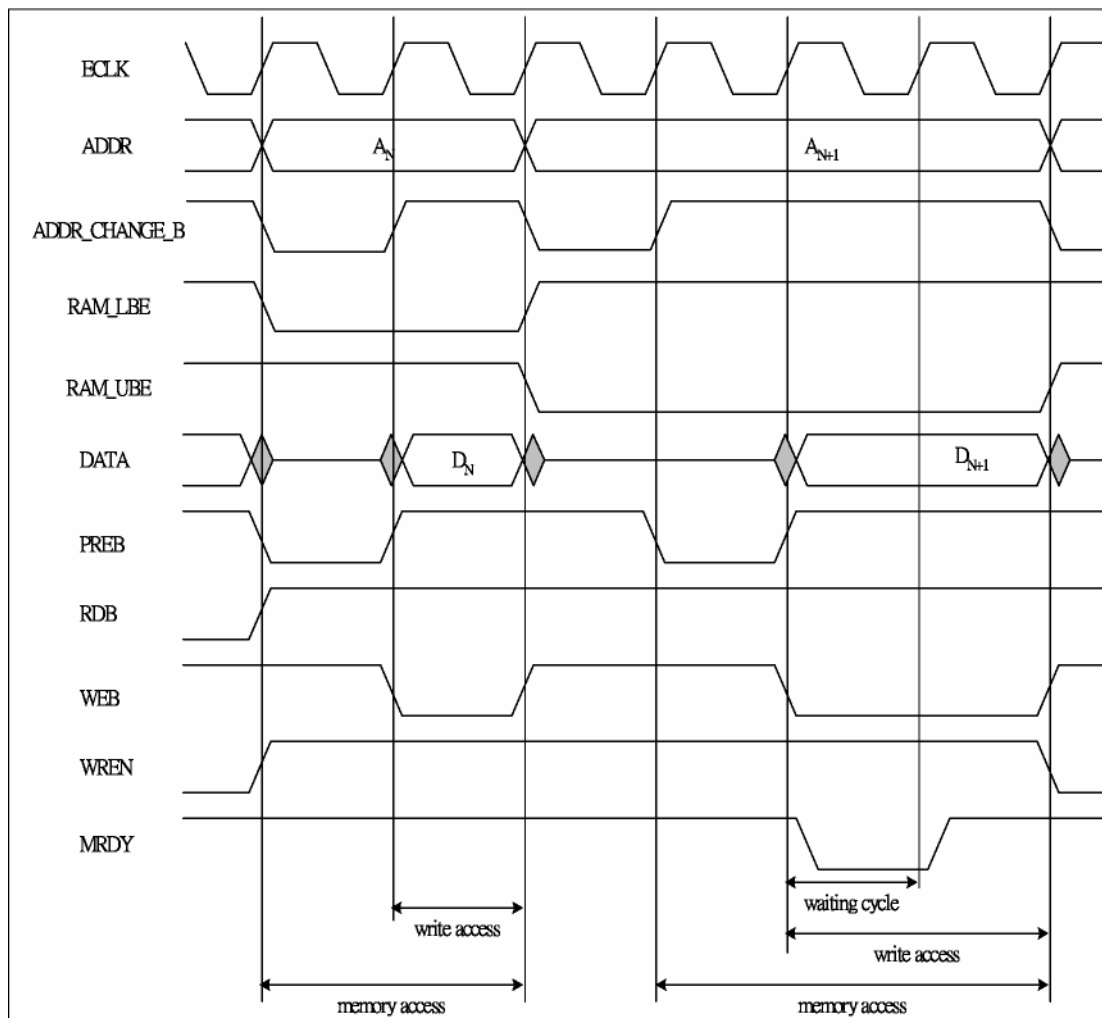 ECLK
ADDR
A_N
A_N+1
ADDR_CHANGE_B
RAM_LBE
RAM_UBE
DATA
D_N
D_N+1
PREB
RDB
WEB
WREN
MRDY
waiting cycle
write access
write access
memory access
memory access